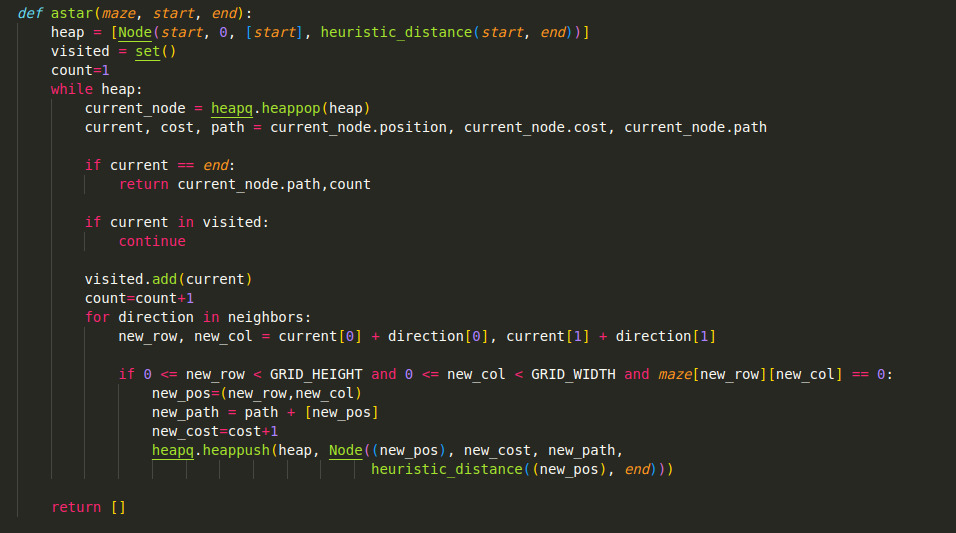 def astar(maze, start, end):
    heap = [Node(start, 0, [start], heuristic_distance(start, end))]
    visited = set()
    count=1
    while heap:
        current_node = heapq.heappop(heap)
        current, cost, path = current_node.position, current_node.cost, current_node.path

        if current == end:
            return current_node.path,count

        if current in visited:
            continue

        visited.add(current)
        count=count+1
        for direction in neighbors:
            new_row, new_col = current[0] + direction[0], current[1] + direction[1]

            if 0 <= new_row < GRID_HEIGHT and 0 <= new_col < GRID_WIDTH and maze[new_row][new_col] == 0:
                new_pos=(new_row,new_col)
                new_path = path + [new_pos]
                new_cost=cost+1
                heapq.heappush(heap, Node((new_pos), new_cost, new_path,
                                          heuristic_distance((new_pos), end)))

    return []